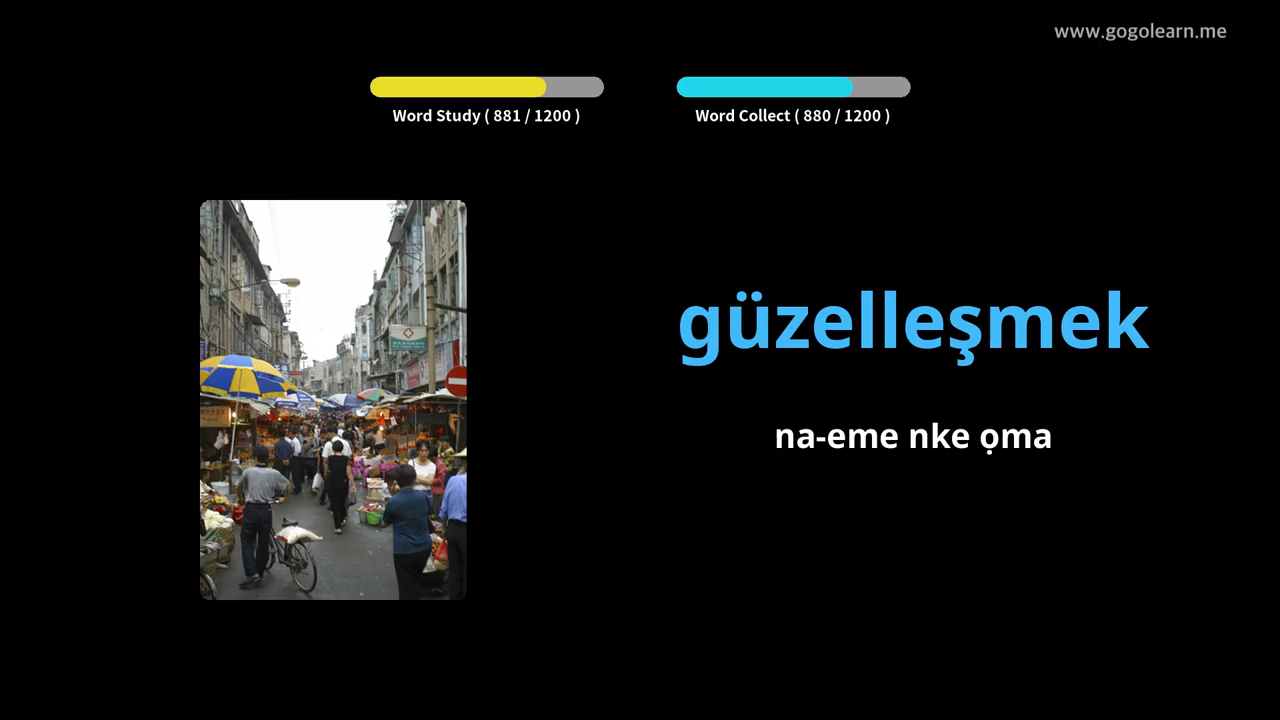 www.gogolearn.me
Word Study ( 881 / 1200 )
Word Collect ( 880 / 1200 )
güzelleşmek
na-eme nke ọma